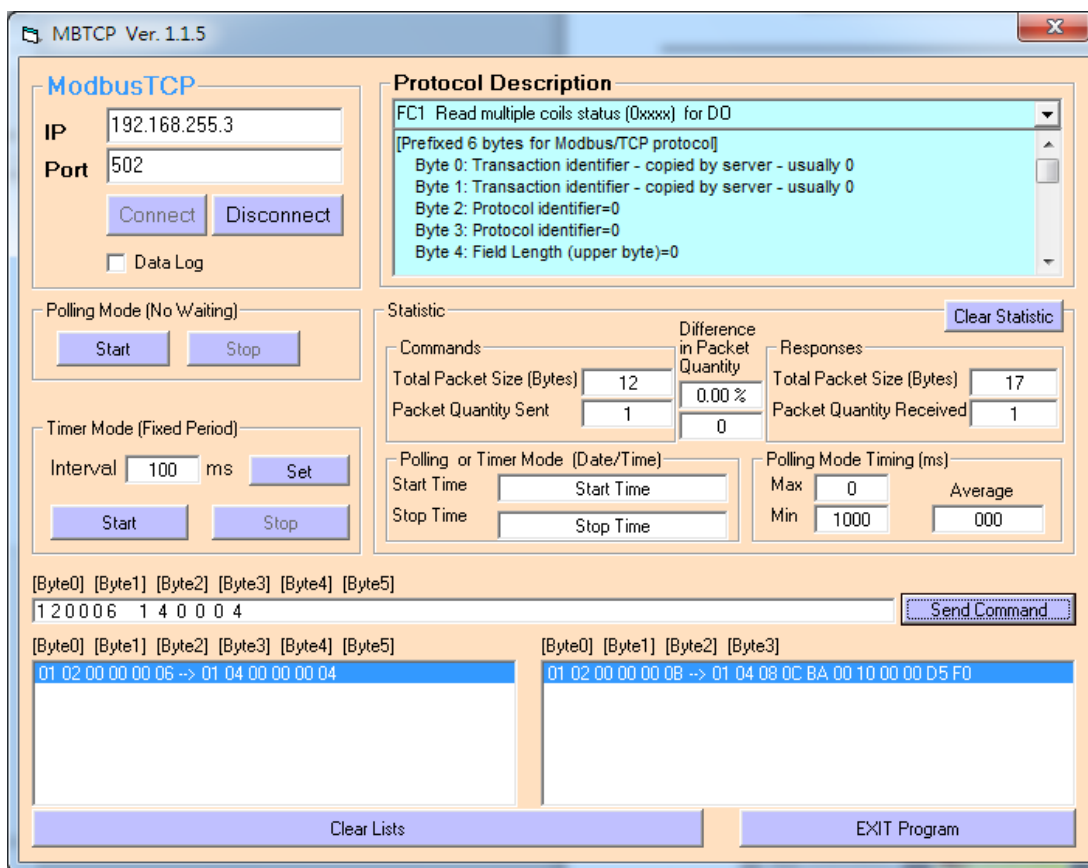 MBTCP Ver. 1.1.5
ModbusTCP
IP 192.168.255.3
Port 502
Connect Disconnect
Data Log
Protocol Description
FC1 Read multiple coils status (0xxxx) for DO
[Prefixed 6 bytes for Modbus/TCP protocol]
Byte 0: Transaction identifier - copied by server - usually 0
Byte 1: Transaction identifier - copied by server - usually 0
Byte 2: Protocol identifier=0
Byte 3: Protocol identifier=0
Byte 4: Field Length (upper byte)=0
Polling Mode (No Waiting)
Start Stop
Timer Mode (Fixed Period)
Interval 100 ms Set
Start Stop
Statistic
Clear Statistic
Commands
Total Packet Size (Bytes) 12
Packet Quantity Sent 1
Difference
in Packet
Quantity
0.00 %
0
Responses
Total Packet Size (Bytes) 17
Packet Quantity Received 1
Polling or Timer Mode (Date/Time)
Start Time Start Time
Stop Time Stop Time
Polling Mode Timing (ms)
Max 0
Min 1000
Average
000
[Byte0] [Byte1] [Byte2] [Byte3] [Byte4] [Byte5]
1 2 0 0 0 6 1 4 0 0 0 4
Send Command
[Byte0] [Byte1] [Byte2] [Byte3] [Byte4] [Byte5]
01 02 00 00 00 06 --> 01 04 00 00 00 04
[Byte0] [Byte1] [Byte2] [Byte3]
01 02 00 00 00 0B --> 01 04 08 0C BA 00 10 00 00 D5 F0
Clear Lists
EXIT Program